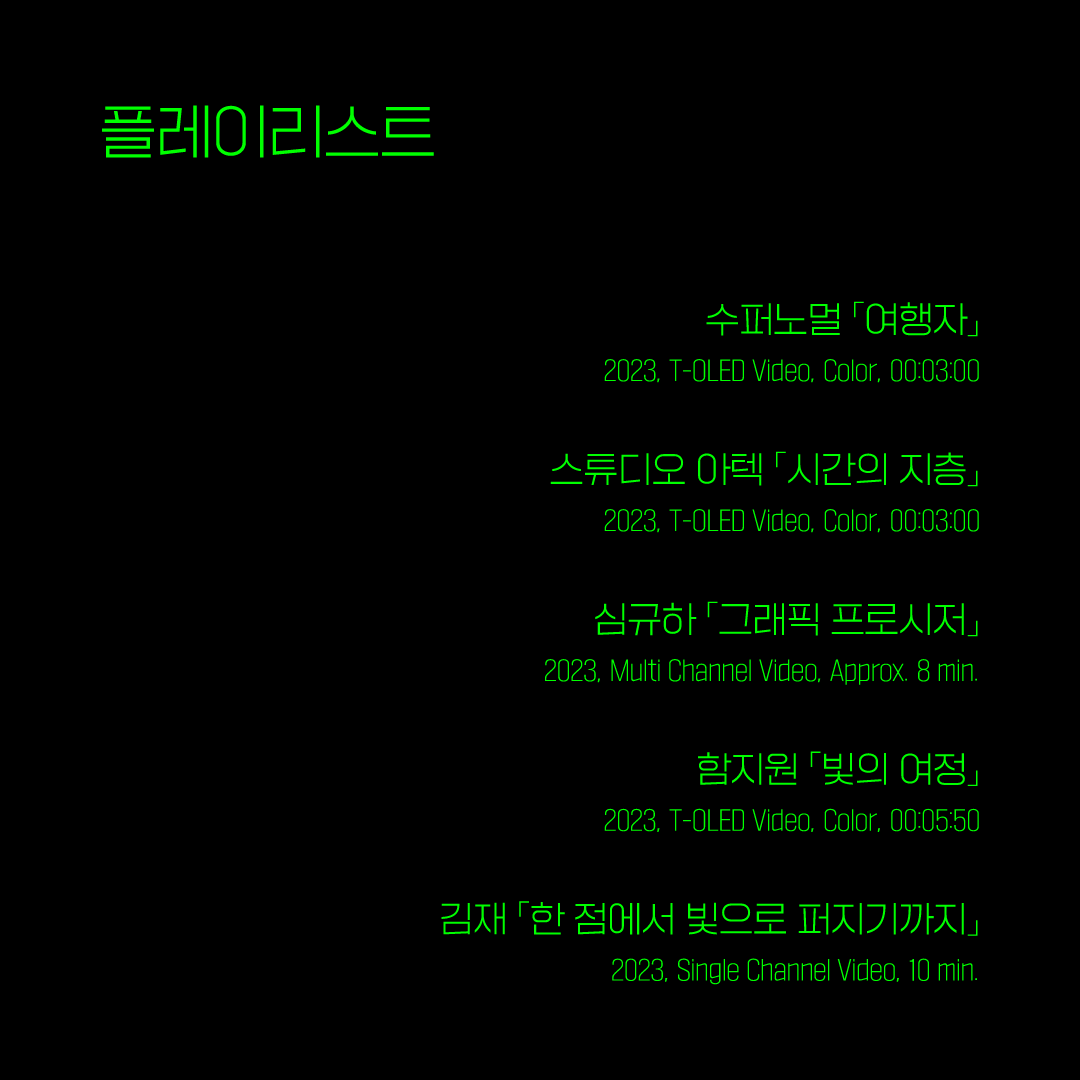 플레이리스트
수퍼노멀 「여행자」
2023, T-OLED Video, Color, 00:03:00
스튜디오 아텍 「시간의 지층」
2023, T-OLED Video, Color, 00:03:00
심규하 「그래픽 프로시저」
2023, Multi Channel Video, Approx. 8 min.
함지원 「빛의 여정」
2023, T-OLED Video, Color, 00:05:50
김재 「한 점에서 빛으로 퍼지기까지」
2023, Single Channel Video, 10 min.